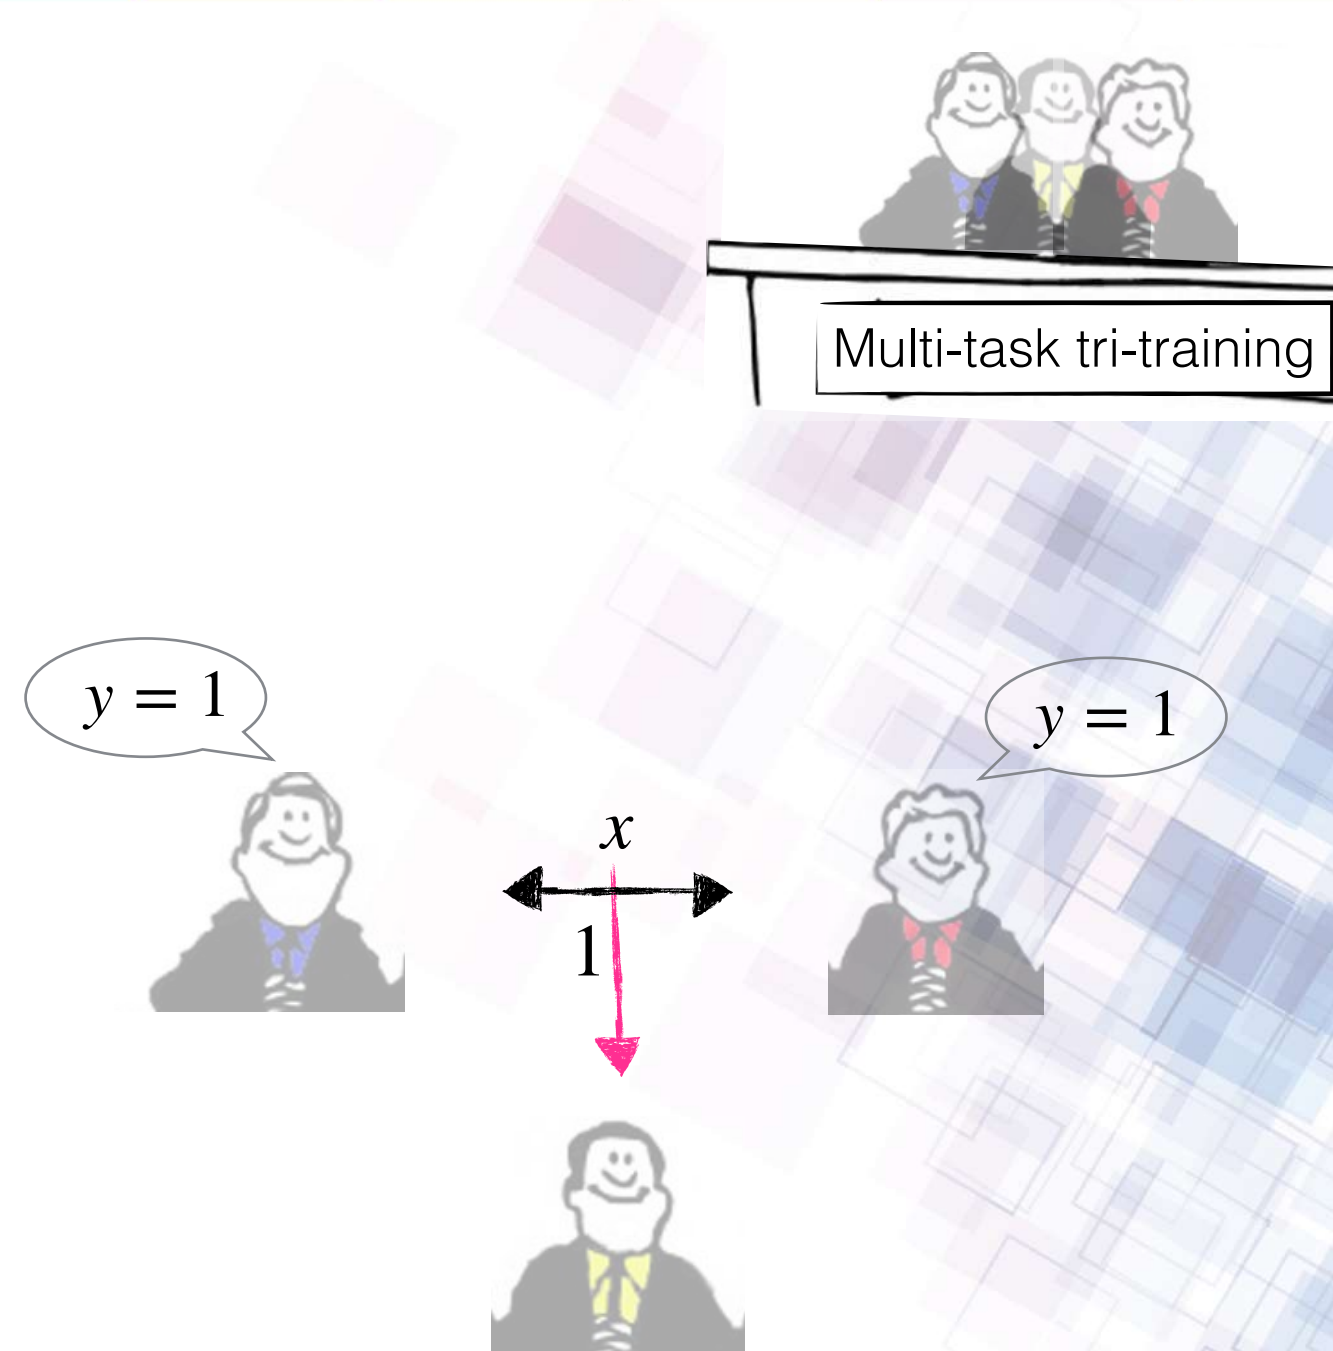 Multi-task tri-training
y = 1
y = 1
x
1